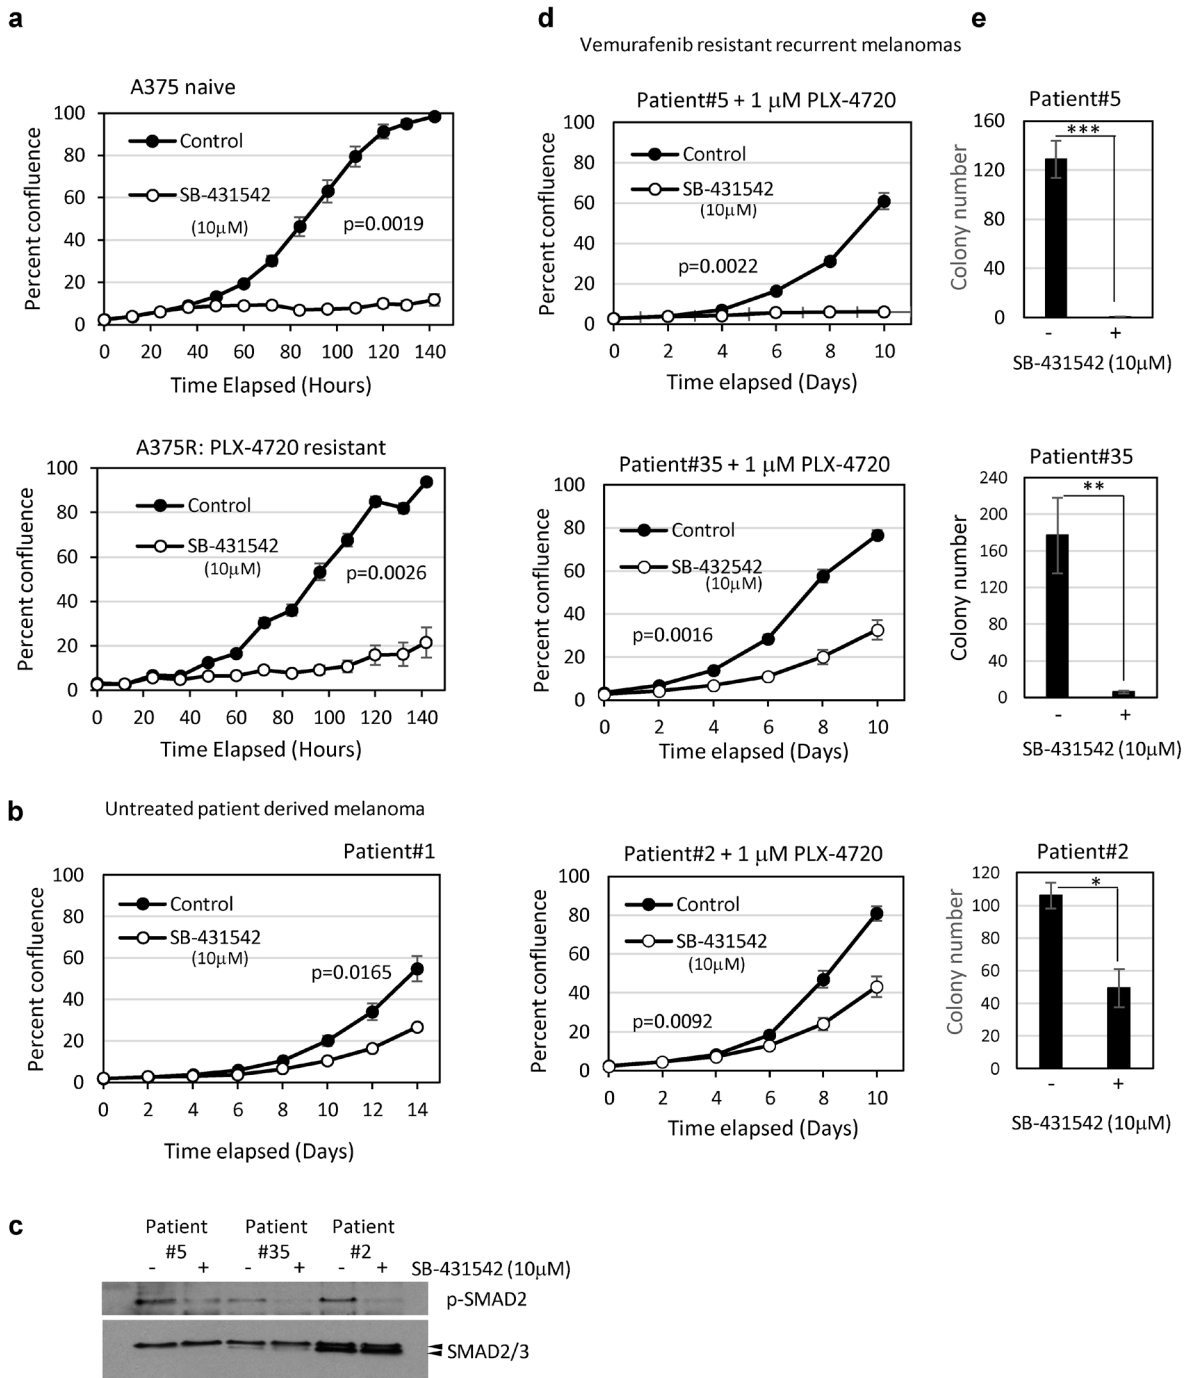 a
A375 naive
Percent confluence
100
80
60
40
20
0
Control
SB-431542
(10µM)
p=0.0019
0 20 40 60 80 100 120 140
Time Elapsed (Hours)
A375R: PLX-4720 resistant
Percent confluence
100
80
60
40
20
0
Control
SB-431542
(10µM)
p=0.0026
0 20 40 60 80 100 120 140
Time Elapsed (Hours)
b
Untreated patient derived melanoma
Patient#1
Percent confluence
100
80
60
40
20
0
Control
SB-431542
(10µM)
p=0.0165
0 2 4 6 8 10 12 14
Time elapsed (Days)
c
Patient Patient Patient
#5 #35 #2
- + - + - + SB-431542 (10µM)
p-SMAD2
SMAD2/3
d
Vemurafenib resistant recurrent melanomas
Patient#5 + 1 µM PLX-4720
Percent confluence
100
80
60
40
20
0
Control
SB-431542
(10µM)
p=0.0022
0 2 4 6 8 10
Time elapsed (Days)
Patient#35 + 1 µM PLX-4720
Percent confluence
100
80
60
40
20
0
Control
SB-432542
(10µM)
p=0.0016
0 2 4 6 8 10
Time elapsed (Days)
Patient#2 + 1 µM PLX-4720
Percent confluence
100
80
60
40
20
0
Control
SB-431542
(10µM)
p=0.0092
0 2 4 6 8 10
Time elapsed (Days)
e
Patient#5
Colony number
160
120
80
40
0
***
- +
SB-431542 (10µM)
Patient#35
Colony number
240
200
160
120
80
40
0
**
- +
SB-431542 (10µM)
Patient#2
Colony number
120
100
80
60
40
20
0
*
- +
SB-431542 (10µM)